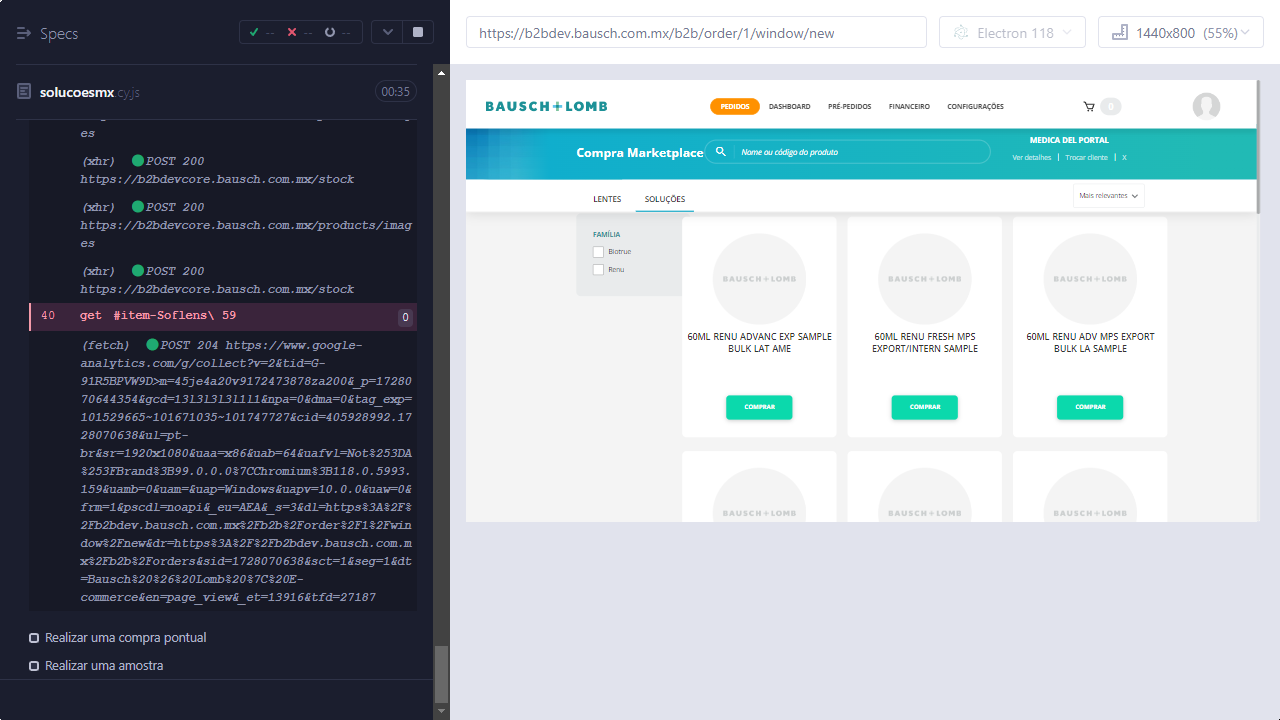 Specs
-- -- --
solucoesmx.cy.js
00:35
es
(xhr) POST 200
https://b2bdevcore.bausch.com.mx/stock
(xhr) POST 200
https://b2bdevcore.bausch.com.mx/products/imag
es
(xhr) POST 200
https://b2bdevcore.bausch.com.mx/stock
40 get #item-Soflens\ 59 0
(fetch) POST 204 https://www.google-
analytics.com/g/collect?v=2&tid=G-
91R5BPVW9D>m=45je4a20v9172473878za200&_p=17280
70644354&gcd=13l3l3l3l1l1&npa=0&dma=0&tag_exp=
101529665~101671035~101747727&cid=405928992.17
28070638&ul=pt-
br&sr=1920x1080&uaa=x86&uab=64&uafvl=Not%253DA
%253FBrand%3B99.0.0.0%7CChromium%3B118.0.5993.
159&uamb=0&uam=&uap=Windows&uapv=10.0.0&uaw=0&
frm=1&pscdl=noapi&_eu=AEA&_s=3&dl=https%3A%2F%
2Fb2bdev.bausch.com.mx%2Fb2b%2Forder%2F1%2Fwin
dow%2Fnew&dr=https%3A%2F%2Fb2bdev.bausch.com.m
x%2Fb2b%2Forders&sid=1728070638&sct=1&seg=1&dt
=Bausch%20%26%20Lomb%20%7C%20E-
commerce&en=page_view&_et=13916&tfd=27187
Realizar uma compra pontual
Realizar uma amostra
https://b2bdev.bausch.com.mx/b2b/order/1/window/new
Electron 118
1440x800 (55%)
BAUSCH+LOMB
PEDIDOS DASHBOARD PRÉ-PEDIDOS FINANCEIRO CONFIGURAÇÕES
0
Compra Marketplace
Nome ou código do produto
MEDICA DEL PORTAL
Ver detalhes | Trocar cliente | X
LENTES SOLUÇÕES
Mais relevantes
FAMÍLIA
Biotrue
Renu
BAUSCH+LOMB BAUSCH+LOMB BAUSCH+LOMB
60ML RENU ADVANC EXP SAMPLE
BULK LAT AME
60ML RENU FRESH MPS
EXPORT/INTERN SAMPLE
60ML RENU ADV MPS EXPORT
BULK LA SAMPLE
COMPRAR COMPRAR COMPRAR
BAUSCH+LOMB BAUSCH+LOMB BAUSCH+LOMB